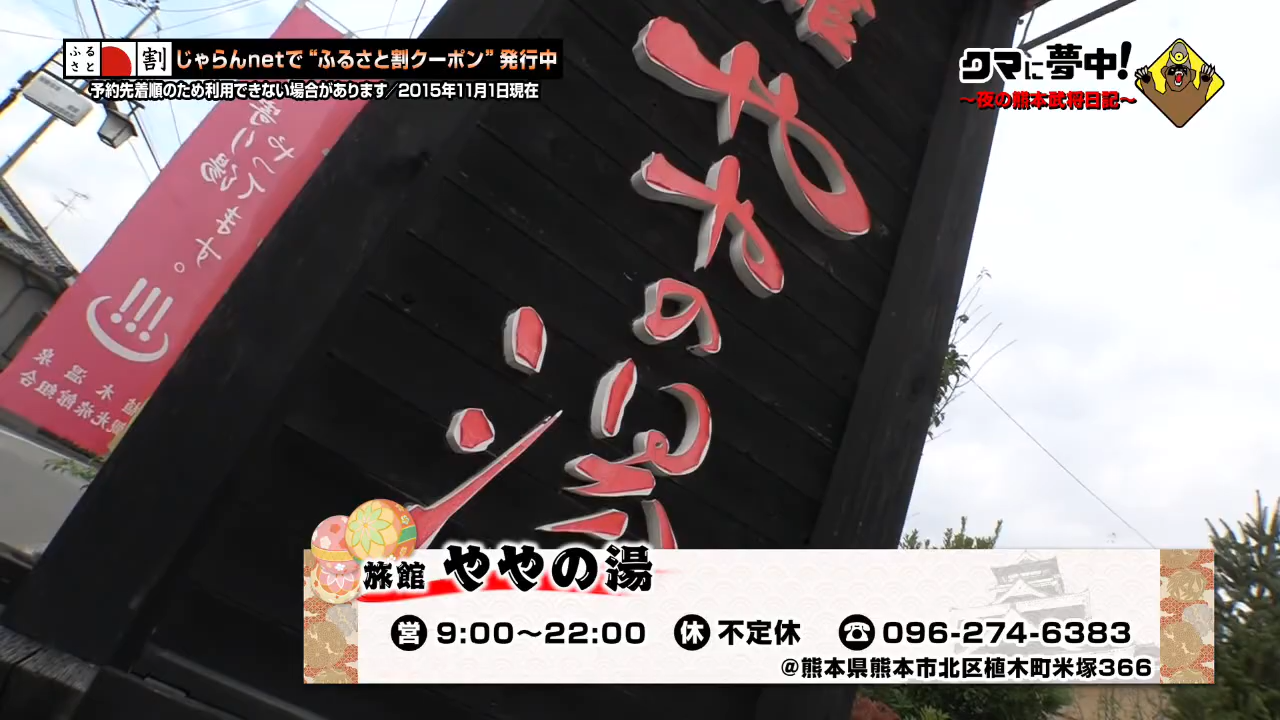 ふるさと割
じゃらんnetで“ふるさと割クーポン”発行中
予約先着順のため利用できない場合があります/2015年11月1日現在
クマに夢中!
〜夜の熊本武将日記〜
ややの湯
旅館 ややの湯
営 9:00〜22:00 休 不定休 ☎ 096-274-6383
@熊本県熊本市北区植木町米塚366